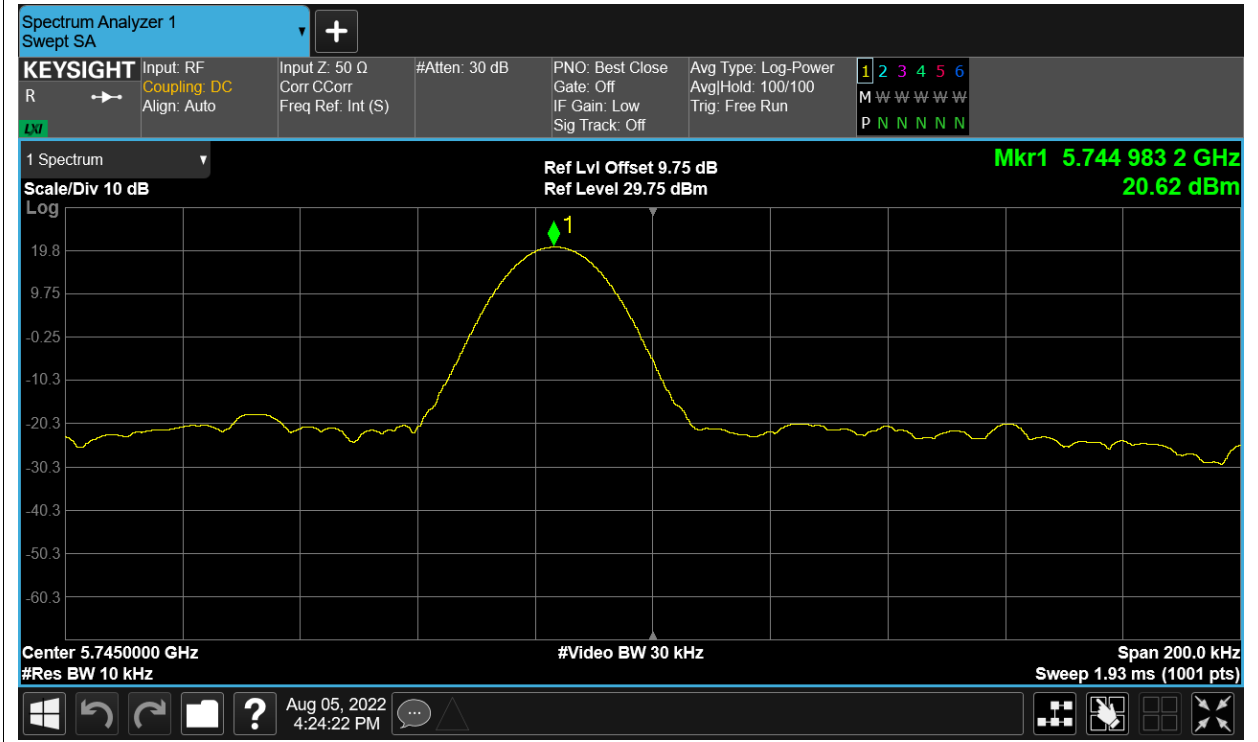 Spectrum Analyzer 1
Swept SA
KEYSIGHT
R
LXI
Input: RF
Coupling: DC
Align: Auto
Input Z: 50 Ω
Corr CCorr
Freq Ref: Int (S)
#Atten: 30 dB
PNO: Best Close
Gate: Off
IF Gain: Low
Sig Track: Off
Avg Type: Log-Power
Avg|Hold: 100/100
Trig: Free Run
1 2 3 4 5 6
M W W W W W
P N N N N N
1 Spectrum
Scale/Div 10 dB
Log
Ref Lvl Offset 9.75 dB
Ref Level 29.75 dBm
Mkr1 5.744 983 2 GHz
20.62 dBm
1
19.8
9.75
-0.25
-10.3
-20.3
-30.3
-40.3
-50.3
-60.3
Center 5.7450000 GHz
#Res BW 10 kHz
#Video BW 30 kHz
Span 200.0 kHz
Sweep 1.93 ms (1001 pts)
?
Aug 05, 2022
4:24:22 PM